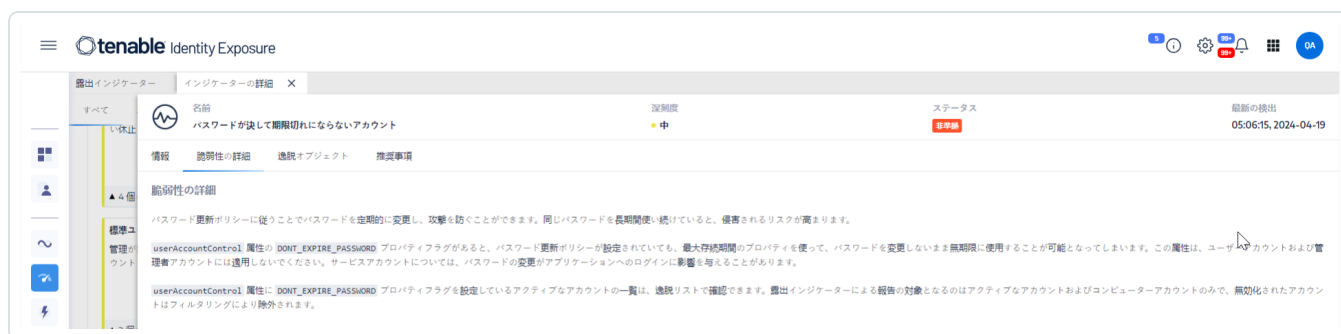 tenable Identity Exposure
5
99+
99+
QA
露出インジケーター
インジケーターの詳細 ×
すべて
い休止
▲ 4 個
標準ユ
管理が
ウント
名前
パスワードが決して期限切れにならないアカウント
深刻度
中
ステータス
非準拠
最新の検出
05:06:15, 2024-04-19
情報 脆弱性の詳細 逸脱オブジェクト 推奨事項
脆弱性の詳細
パスワード更新ポリシーに従うことでパスワードを定期的に変更し、攻撃を防ぐことができます。同じパスワードを長期間使い続けていると、侵害されるリスクが高まります。
userAccountControl 属性の DONT_EXPIRE_PASSWORD プロパティフラグがあると、パスワード更新ポリシーが設定されていても、最大存続期間のプロパティを使って、パスワードを変更しないまま無期限に使用することが可能となってしまいます。この属性は、ユーザーアカウントおよび管
理者アカウントには適用しないでください。サービスアカウントについては、パスワードの変更がアプリケーションへのログインに影響を与えることがあります。
userAccountControl 属性に DONT_EXPIRE_PASSWORD プロパティフラグを設定しているアクティブなアカウントの一覧は、逸脱リストで確認できます。露出インジケーターによる報告の対象となるのはアクティブなアカウントおよびコンピューターアカウントのみで、無効化されたアカウン
トはフィルタリングにより除外されます。